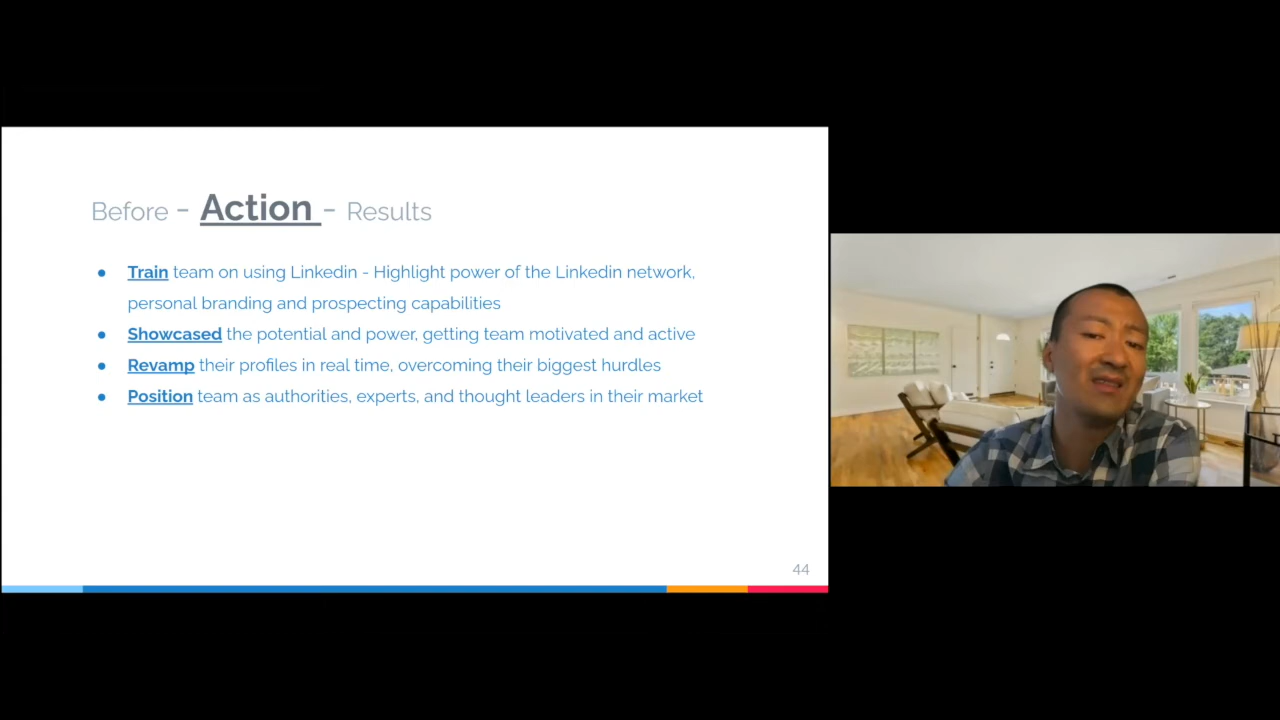 Before - Action - Results
● Train team on using Linkedin - Highlight power of the Linkedin network,
personal branding and prospecting capabilities
● Showcased the potential and power, getting team motivated and active
● Revamp their profiles in real time, overcoming their biggest hurdles
● Position team as authorities, experts, and thought leaders in their market
44